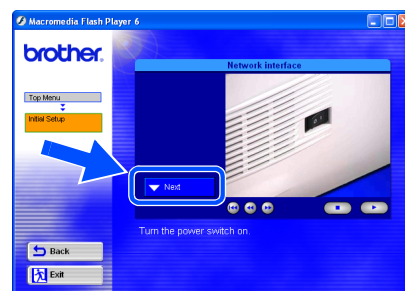 Macromedia Flash Player 6
brother.
Network interface
Top Menu
Initial Setup
Next
Turn the power switch on.
Back
Exit